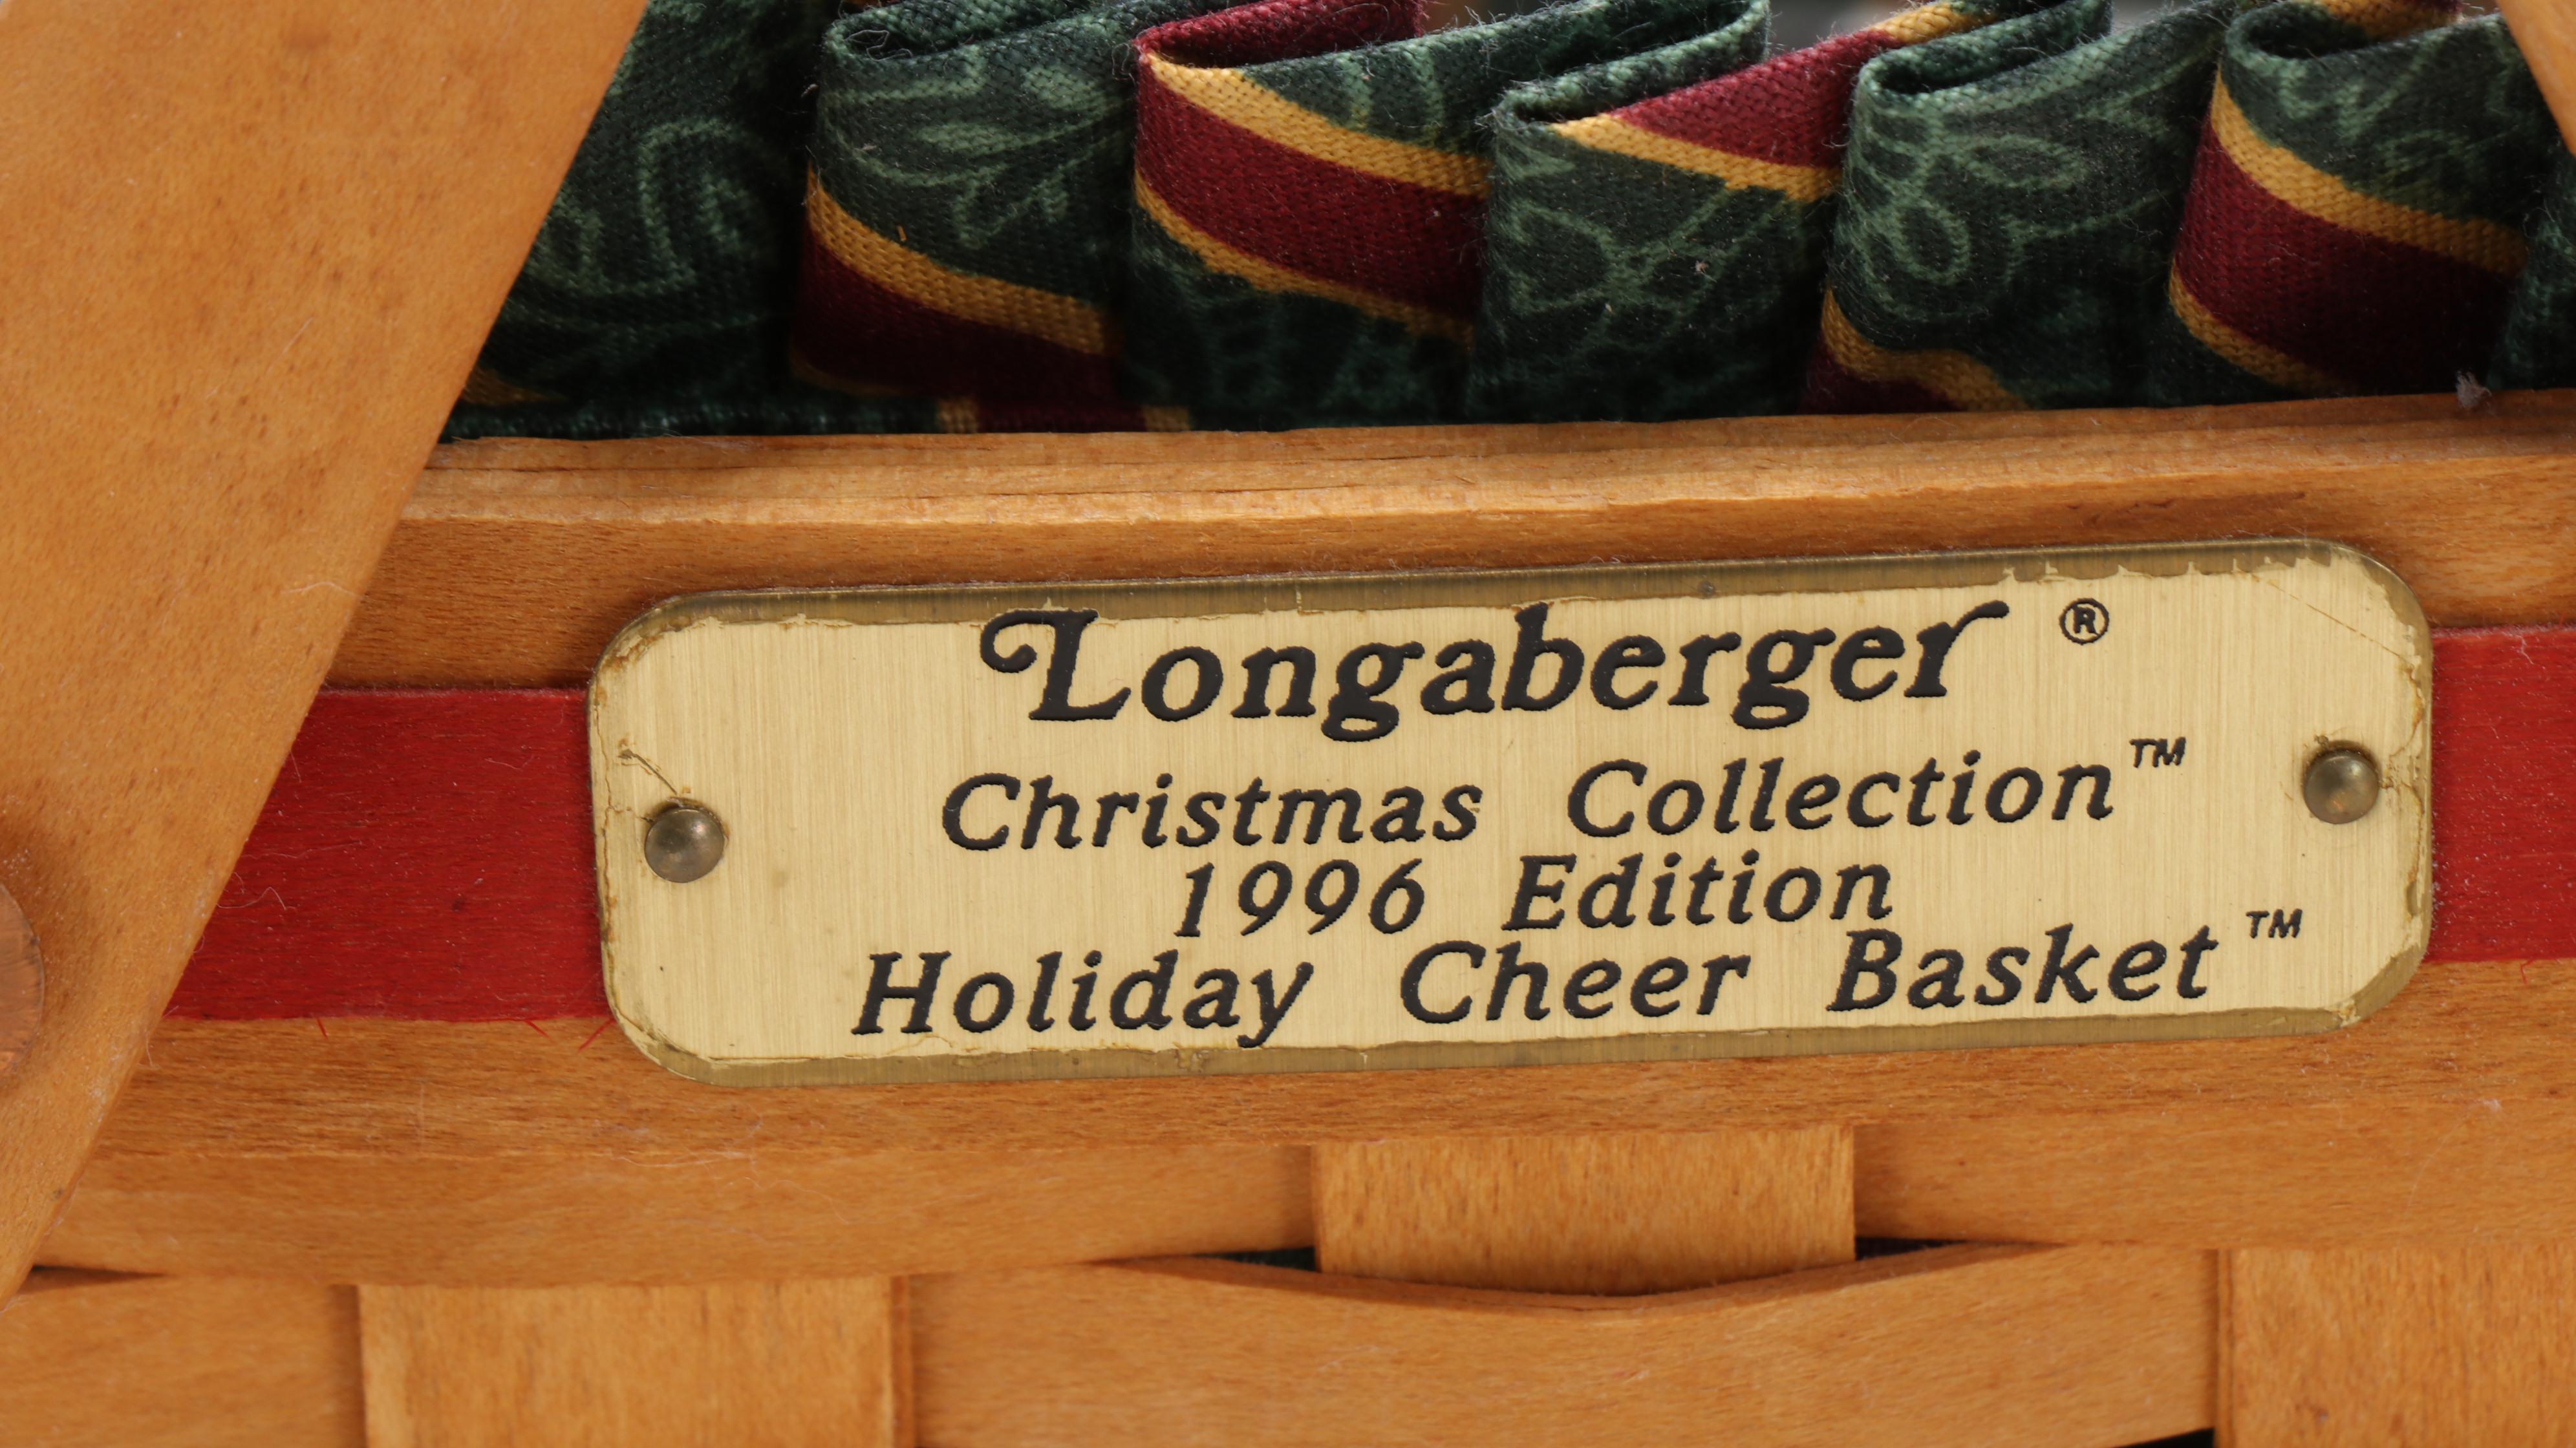 Longaberger ®
Christmas Collection™
1996 Edition
Holiday Cheer Basket™